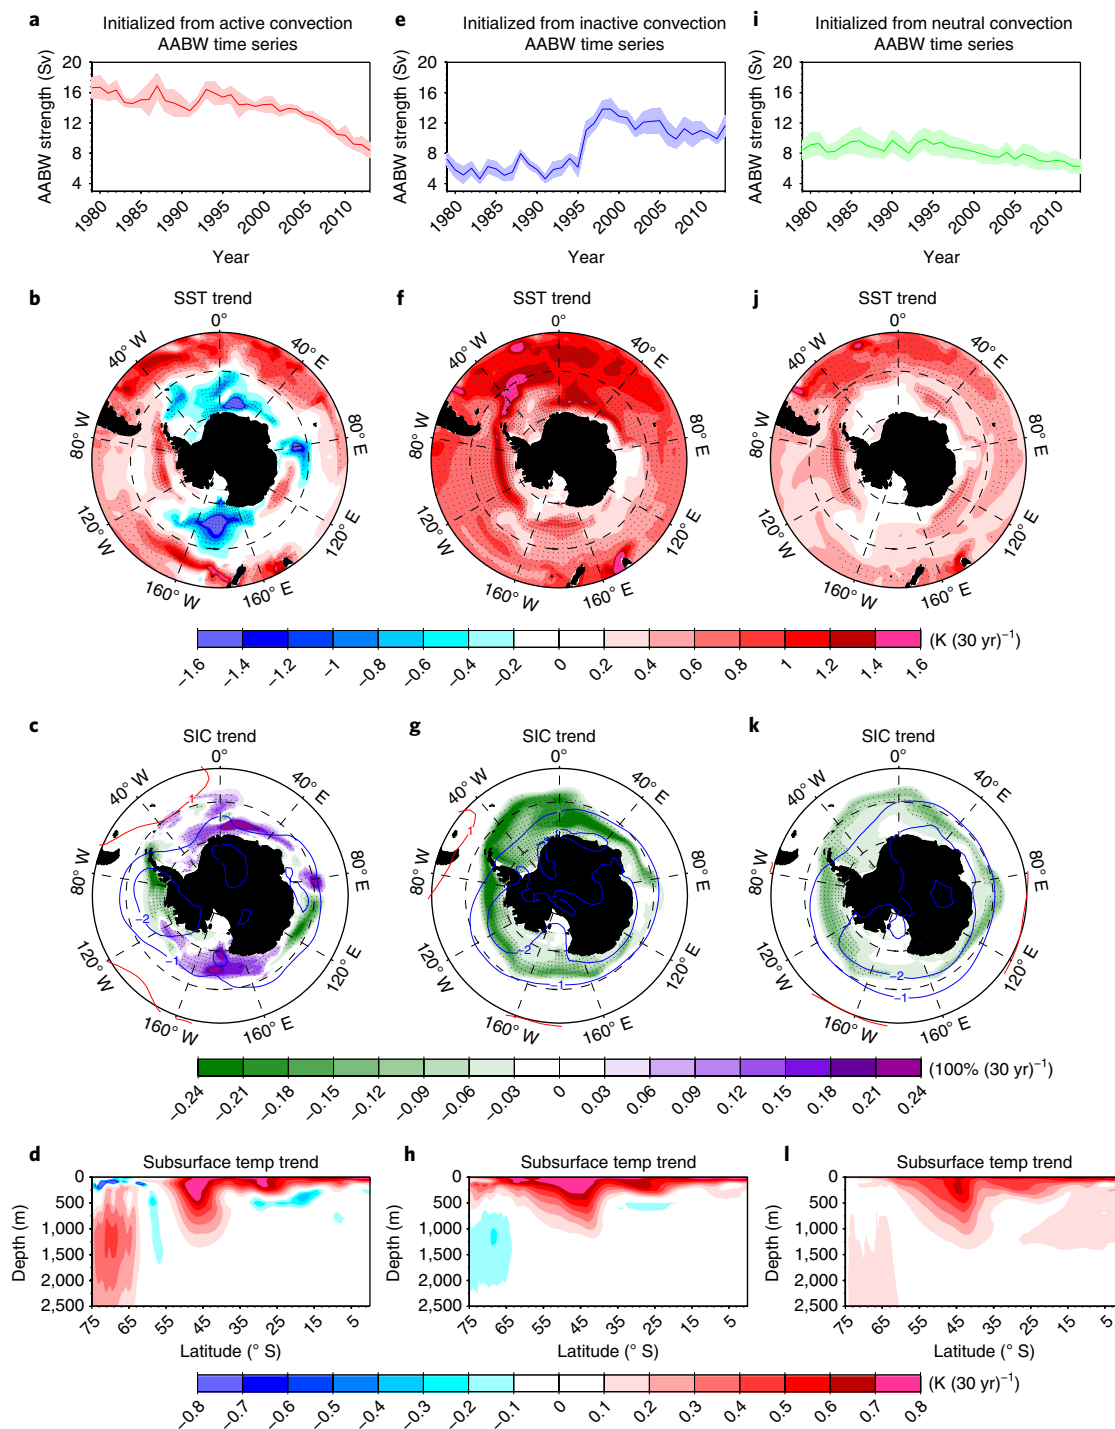 a
Initialized from active convection
AABW time series
e
Initialized from inactive convection
AABW time series
i
Initialized from neutral convection
AABW time series
AABW strength (Sv)
20
16
12
8
4
1980
1985
1990
1995
2000
2005
2010
Year
AABW strength (Sv)
20
16
12
8
4
1980
1985
1990
1995
2000
2005
2010
Year
AABW strength (Sv)
20
16
12
8
4
1980
1985
1990
1995
2000
2005
2010
Year
b
SST trend
0°
40° W
40° E
80° W
80° E
120° W
120° E
160° W
160° E
f
SST trend
0°
40° W
40° E
80° W
80° E
120° W
120° E
160° W
160° E
j
SST trend
0°
40° W
40° E
80° W
80° E
120° W
120° E
160° W
160° E
(K (30 yr)−1)
−1.6
−1.4
−1.2
−1
−0.8
−0.6
−0.4
−0.2
0
0.2
0.4
0.6
0.8
1
1.2
1.4
1.6
c
SIC trend
0°
40° W
40° E
80° W
80° E
120° W
120° E
160° W
160° E
1
−2
−1
g
SIC trend
0°
40° W
40° E
80° W
80° E
120° W
120° E
160° W
160° E
1
−2
−1
k
SIC trend
0°
40° W
40° E
80° W
80° E
120° W
120° E
160° W
160° E
−2
−1
(100% (30 yr)−1)
−0.24
−0.21
−0.18
−0.15
−0.12
−0.09
−0.06
−0.03
0
0.03
0.06
0.09
0.12
0.15
0.18
0.21
0.24
d
Subsurface temp trend
Depth (m)
0
500
1,000
1,500
2,000
2,500
75
65
55
45
35
25
15
5
Latitude (° S)
h
Subsurface temp trend
Depth (m)
0
500
1,000
1,500
2,000
2,500
75
65
55
45
35
25
15
5
Latitude (° S)
l
Subsurface temp trend
Depth (m)
0
500
1,000
1,500
2,000
2,500
75
65
55
45
35
25
15
5
Latitude (° S)
(K (30 yr)−1)
−0.8
−0.7
−0.6
−0.5
−0.4
−0.3
−0.2
−0.1
0
0.1
0.2
0.3
0.4
0.5
0.6
0.7
0.8